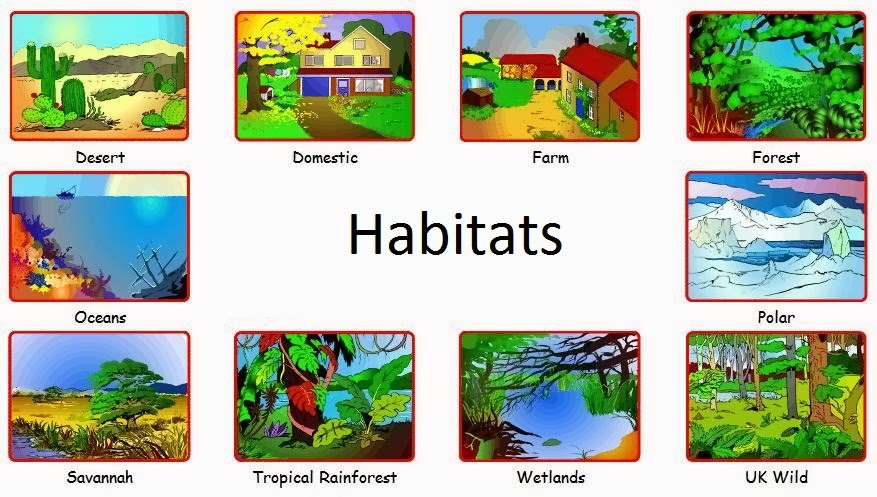 Desert
Domestic
Farm
Forest
Habitats
Oceans
Polar
Savannah
Tropical Rainforest
Wetlands
UK Wild